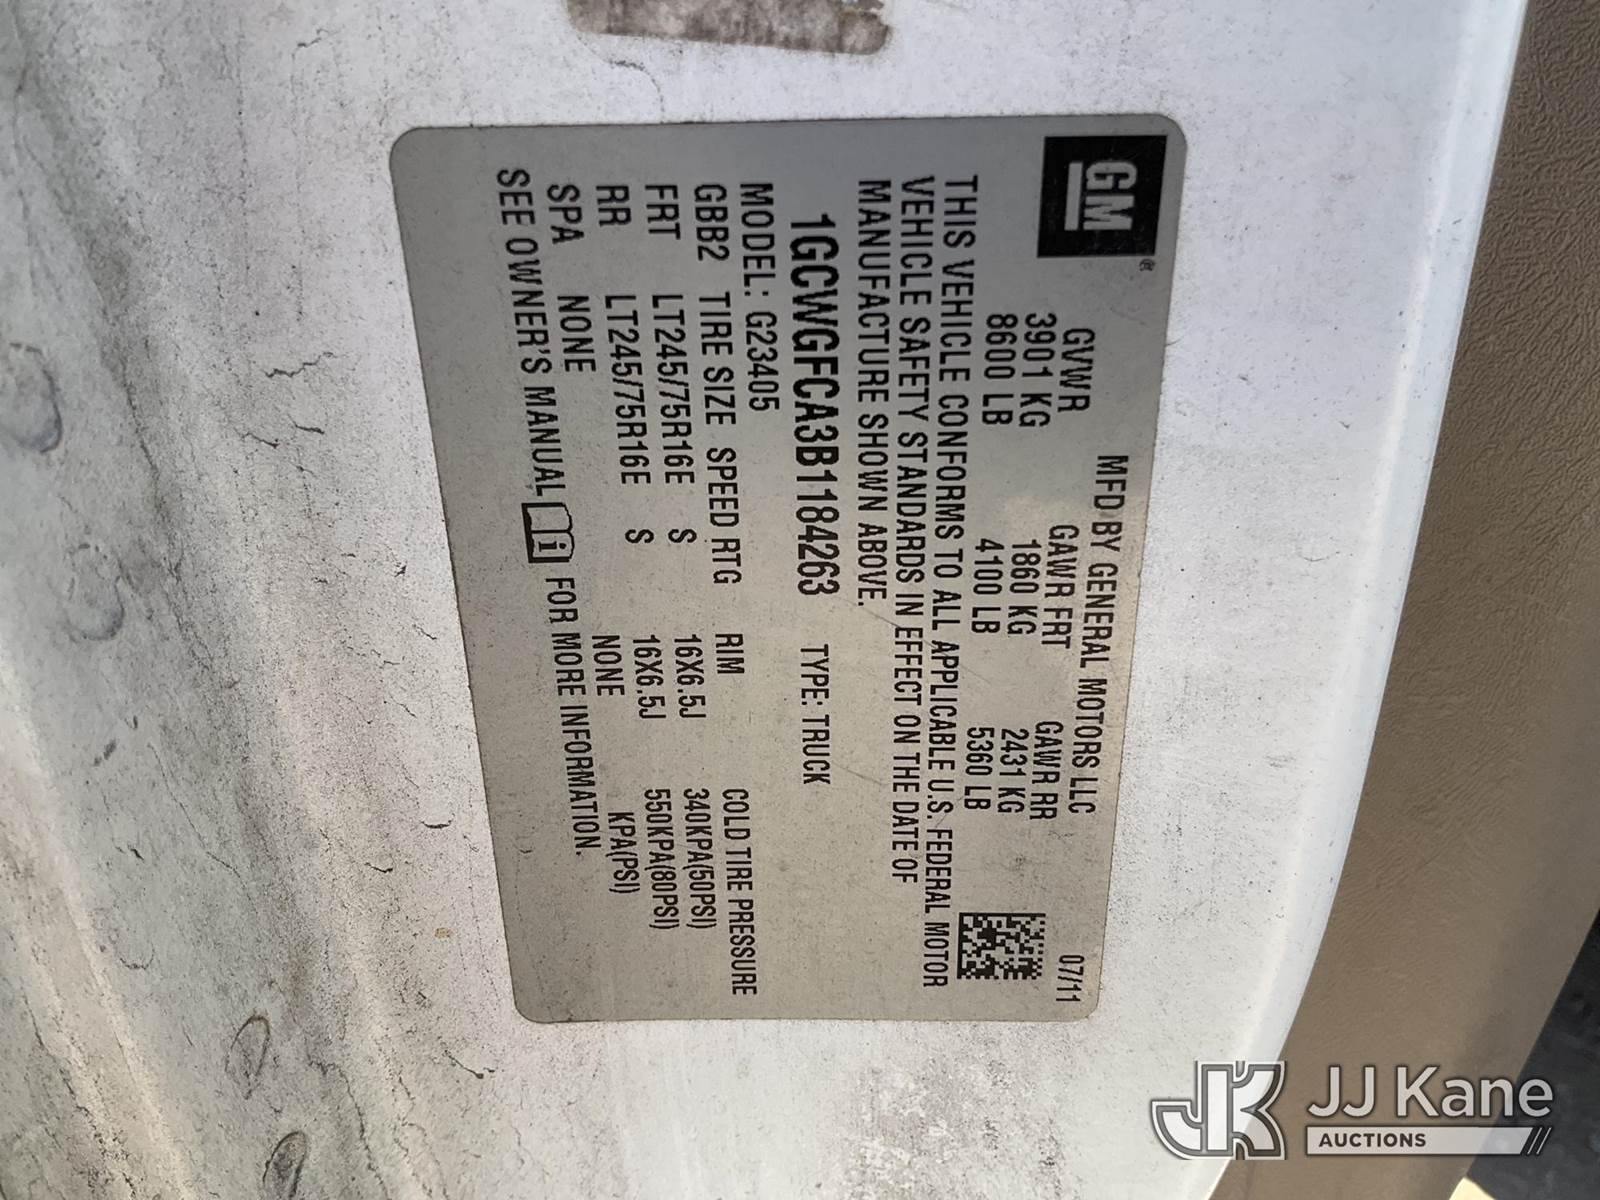 GM
®
MFD BY GENERAL MOTORS LLC 07/11
GVWR GAWR FRT GAWR RR
3901 KG 1860 KG 2431 KG
8600 LB 4100 LB 5360 LB
THIS VEHICLE CONFORMS TO ALL APPLICABLE U.S. FEDERAL MOTOR
VEHICLE SAFETY STANDARDS IN EFFECT ON THE DATE OF
MANUFACTURE SHOWN ABOVE.
1GCWGFCA3B1184263 TYPE: TRUCK
MODEL: G23405
GBB2 TIRE SIZE SPEED RTG RIM COLD TIRE PRESSURE
FRT LT245/75R16E S 16X6.5J 340KPA(50PSI)
RR LT245/75R16E S 16X6.5J 550KPA(80PSI)
SPA NONE NONE KPA(PSI)
SEE OWNER'S MANUAL i FOR MORE INFORMATION.
JK JJ Kane
AUCTIONS